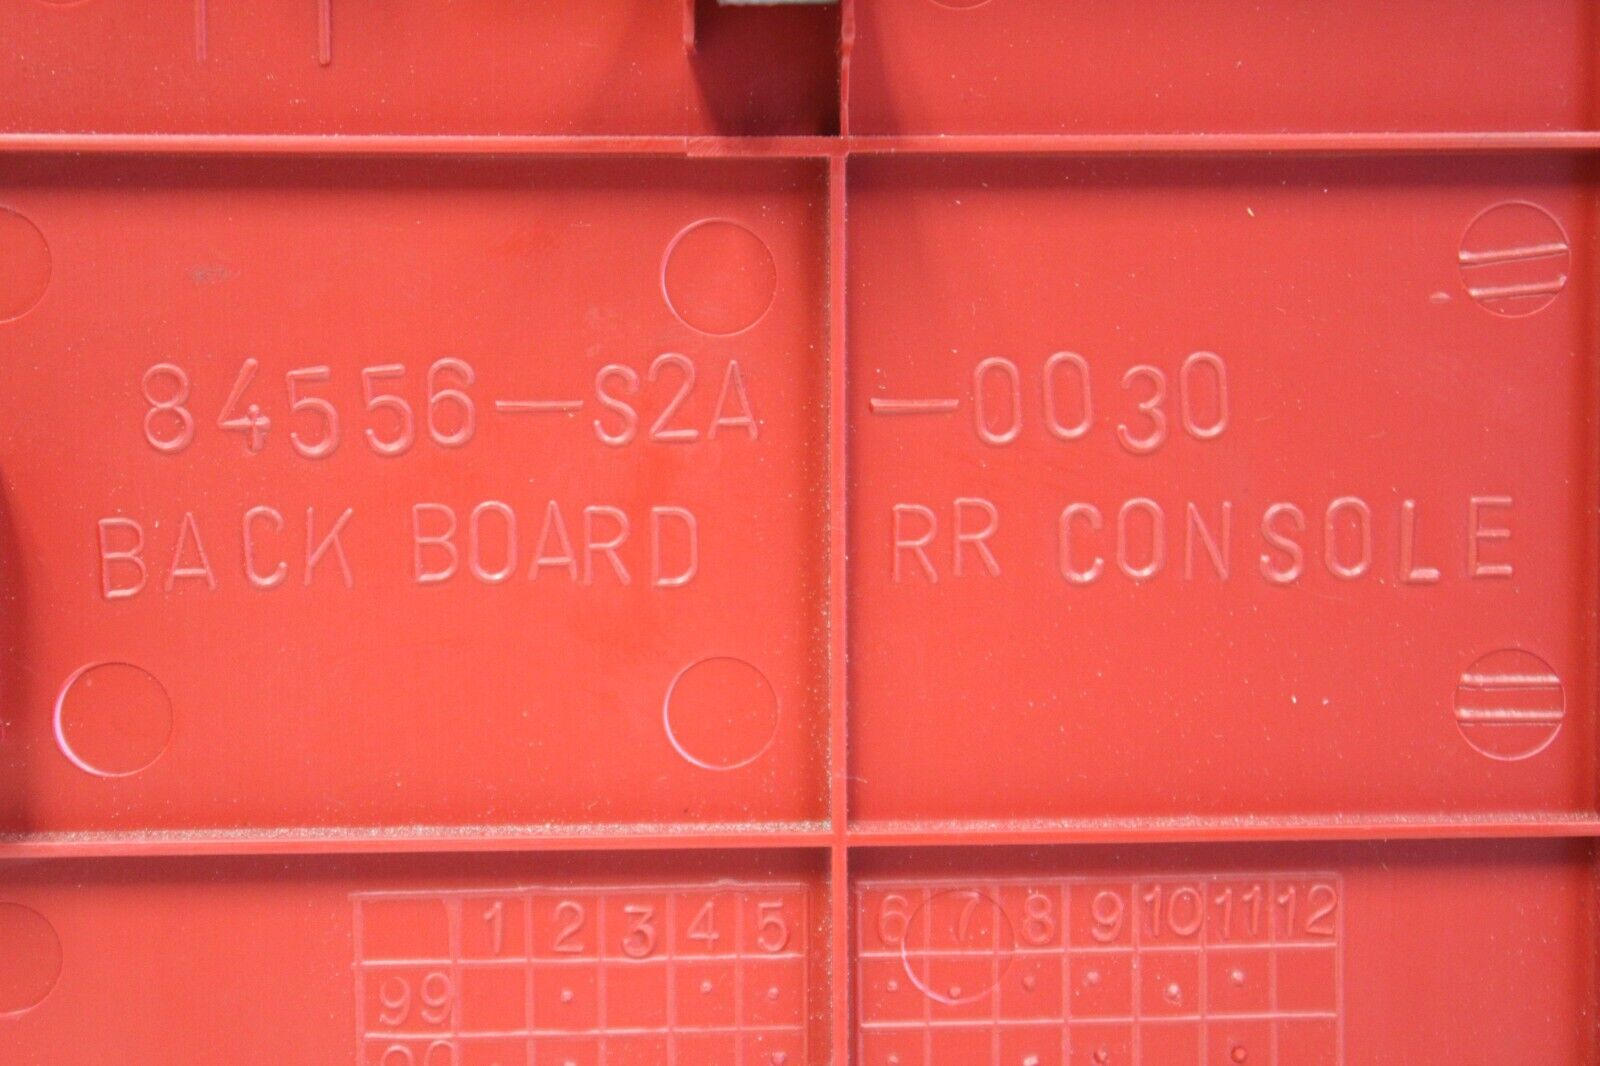 84556-S2A -0030
BACK BOARD RR CONSOLE
1 2 3 4 5 6 7 8 9 10 11 12
99